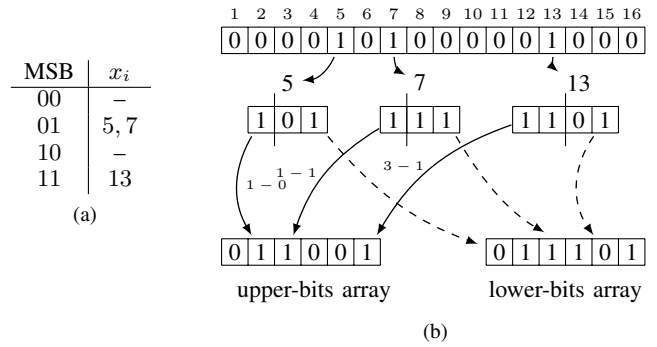 MSB x_i
00 –
01 5, 7
10 –
11 13
(a)
1 2 3 4 5 6 7 8 9 10 11 12 13 14 15 16
0 0 0 0 1 0 1 0 0 0 0 0 1 0 0 0
5 7 13
1 0 1 1 1 1 1 1 0 1
1 – 0 1 – 1 3 – 1
0 1 1 0 0 1 0 1 1 1 0 1
upper-bits array lower-bits array
(b)